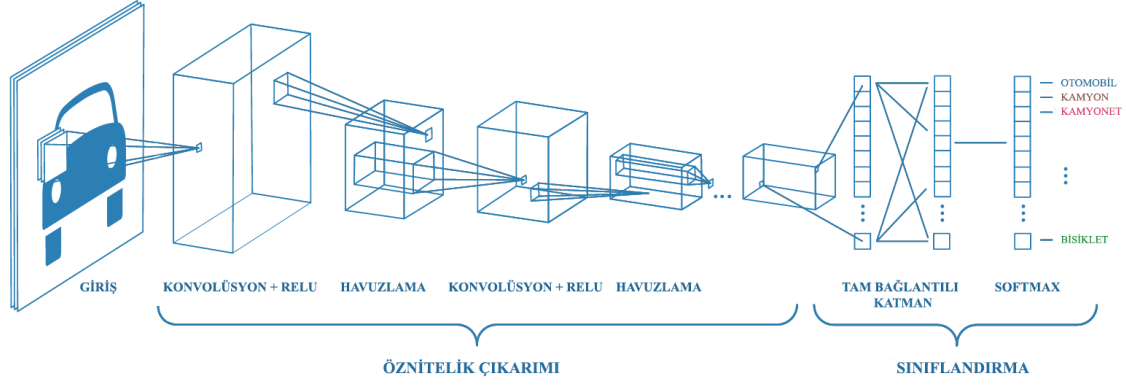 OTOMOBİL
KAMYON
KAMYONET
BİSİKLET
GİRİŞ
KONVOLÜSYON + RELU
HAVUZLAMA
KONVOLÜSYON + RELU
HAVUZLAMA
TAM BAĞLANTILI
KATMAN
SOFTMAX
ÖZNİTELİK ÇIKARIMI
SINIFLANDIRMA